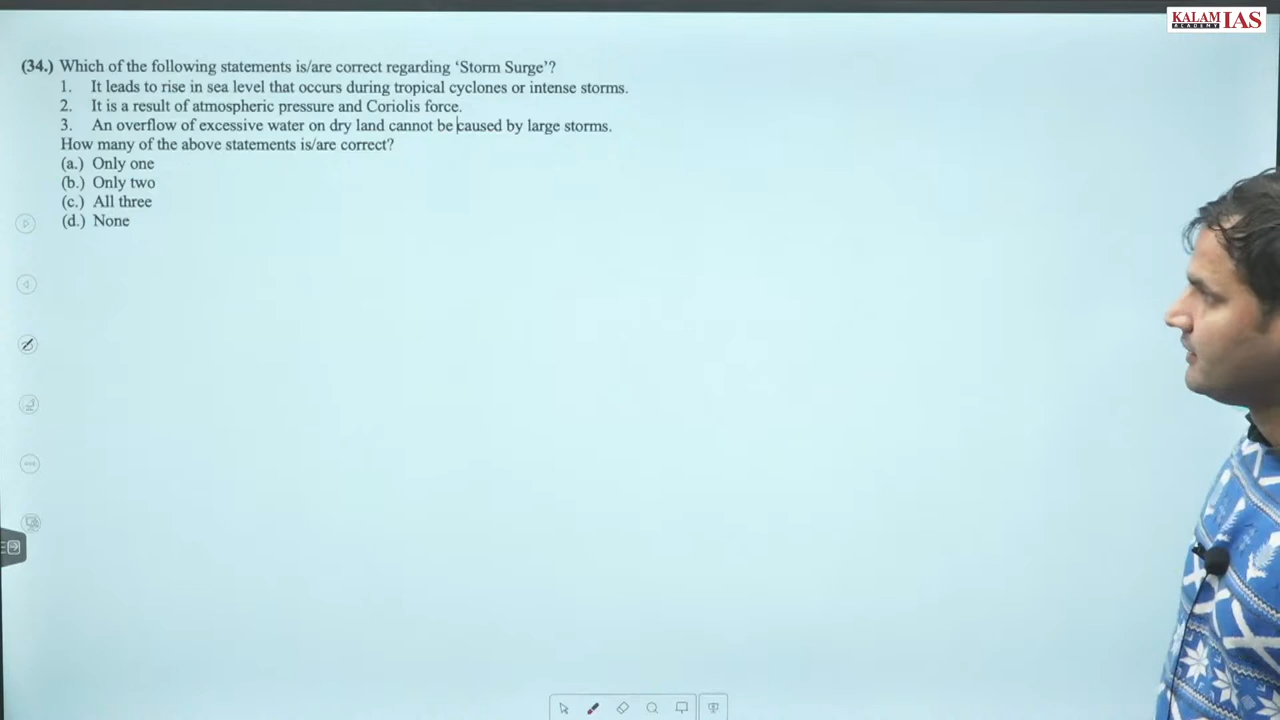 KALAM IAS
ACADEMY
(34.) Which of the following statements is/are correct regarding ‘Storm Surge’?
1. It leads to rise in sea level that occurs during tropical cyclones or intense storms.
2. It is a result of atmospheric pressure and Coriolis force.
3. An overflow of excessive water on dry land cannot be caused by large storms.
How many of the above statements is/are correct?
(a.) Only one
(b.) Only two
(c.) All three
(d.) None